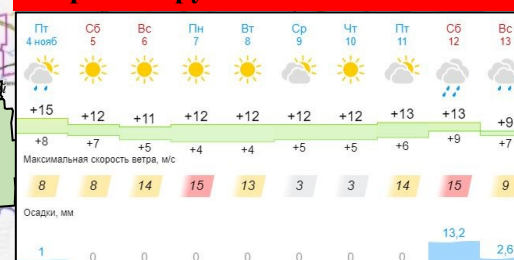 Пт Сб Вс Пн Вт Ср Чт Пт Сб Вс
4 нояб 5 6 7 8 9 10 11 12 13
+15 +12 +11 +12 +12 +12 +12 +13 +13 +9
+8 +7 +5 +4 +4 +5 +5 +6 +9 +7
Максимальная скорость ветра, м/с
8 8 14 15 13 3 3 14 15 9
Осадки, мм
1 0 0 0 0 0 0 0 13,2 2,6